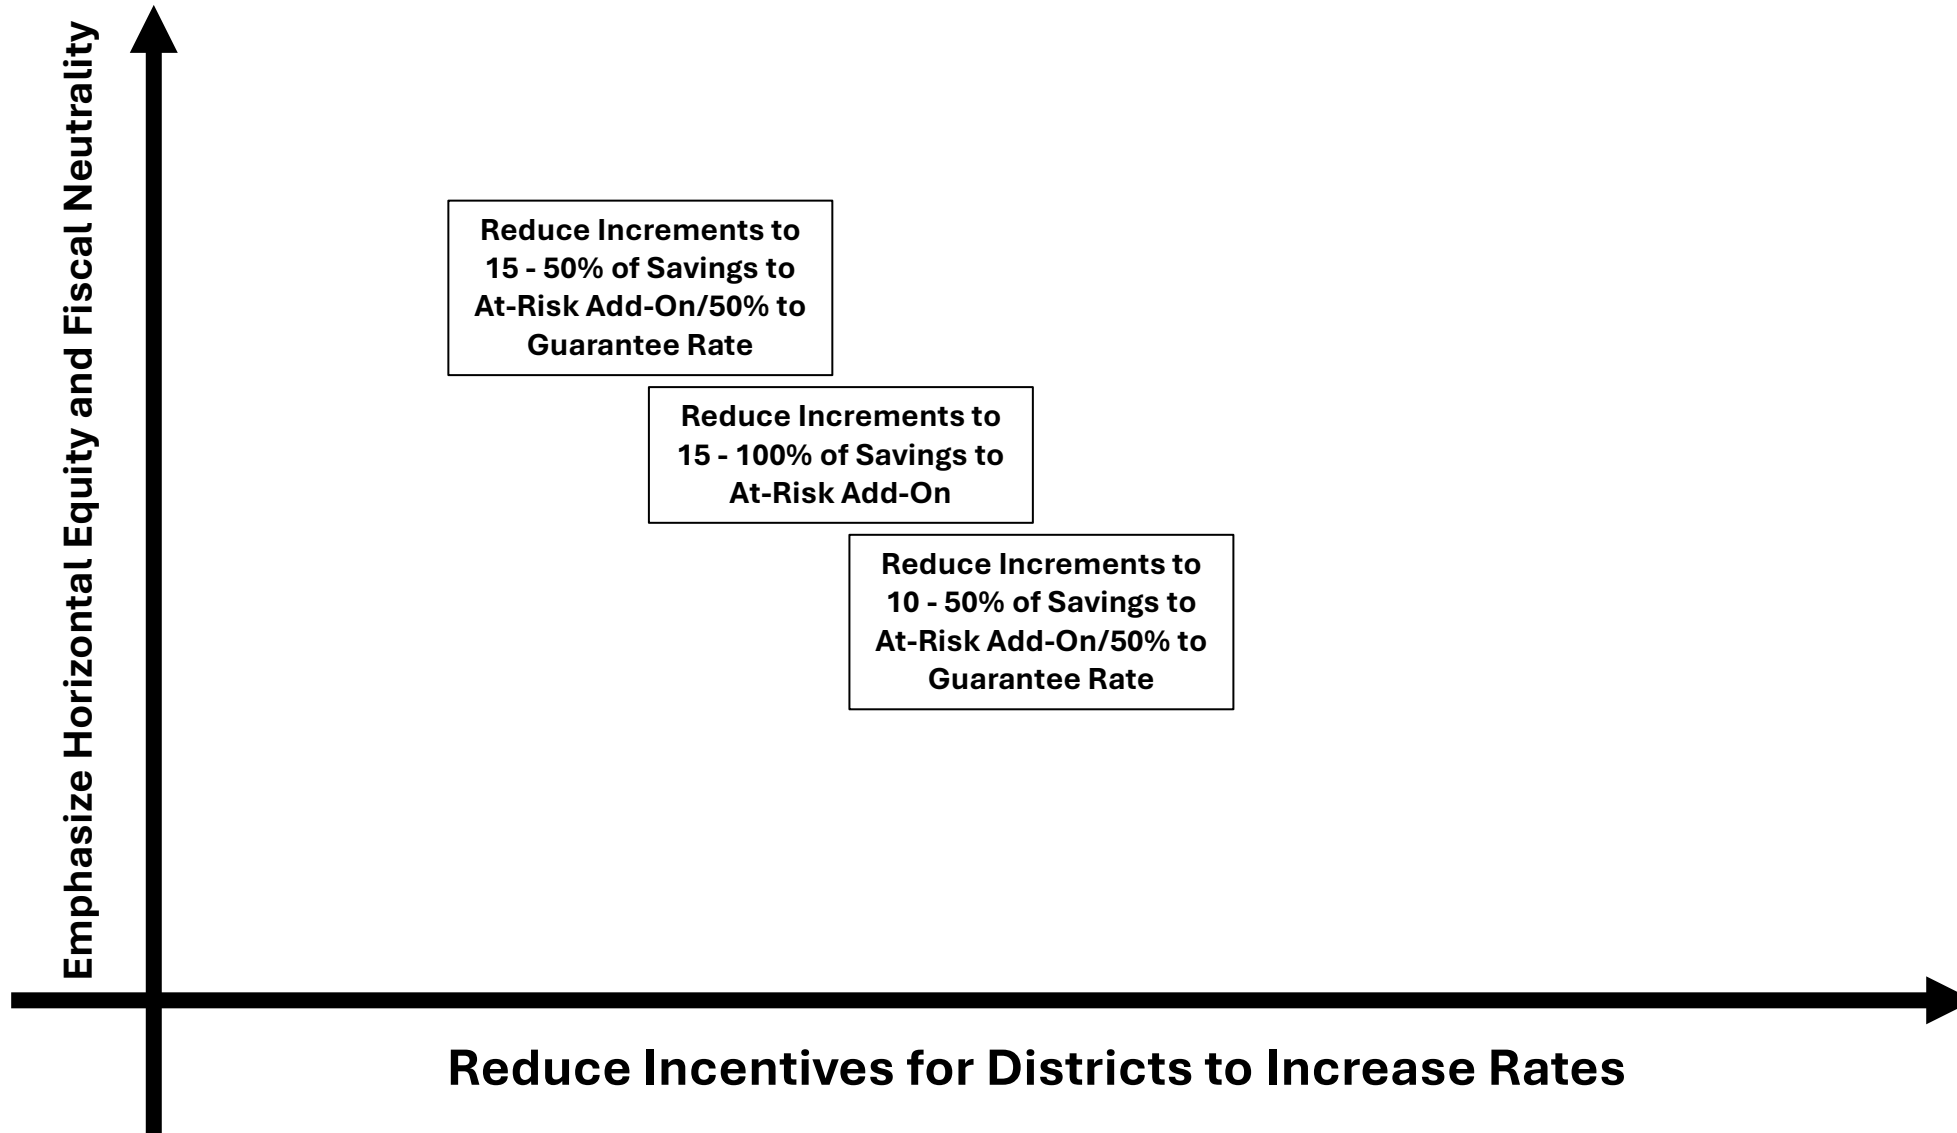 Emphasize Horizontal Equity and Fiscal Neutrality
Reduce Increments to
15 - 50% of Savings to
At-Risk Add-On/50% to
Guarantee Rate
Reduce Increments to
15 - 100% of Savings to
At-Risk Add-On
Reduce Increments to
10 - 50% of Savings to
At-Risk Add-On/50% to
Guarantee Rate
Reduce Incentives for Districts to Increase Rates